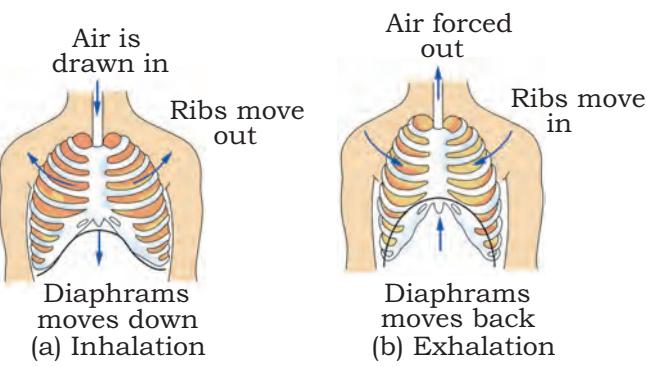 Air is
drawn in
Ribs move
out
Diaphrams
moves down
(a) Inhalation
Air forced
out
Ribs move
in
Diaphrams
moves back
(b) Exhalation